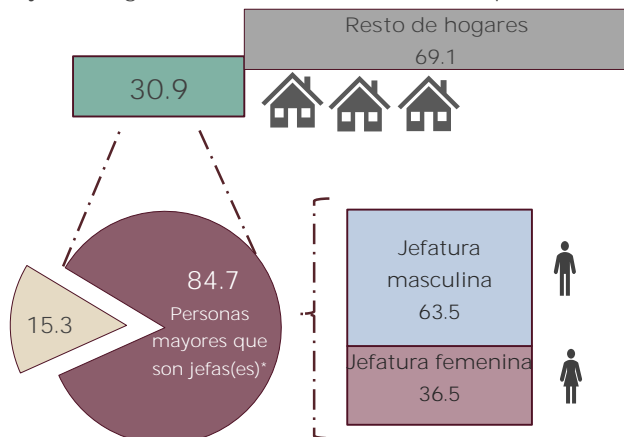 Resto de hogares
69.1
30.9
84.7
Personas
mayores que
son jefas(es)*
15.3
Jefatura
masculina
63.5
Jefatura femenina
36.5